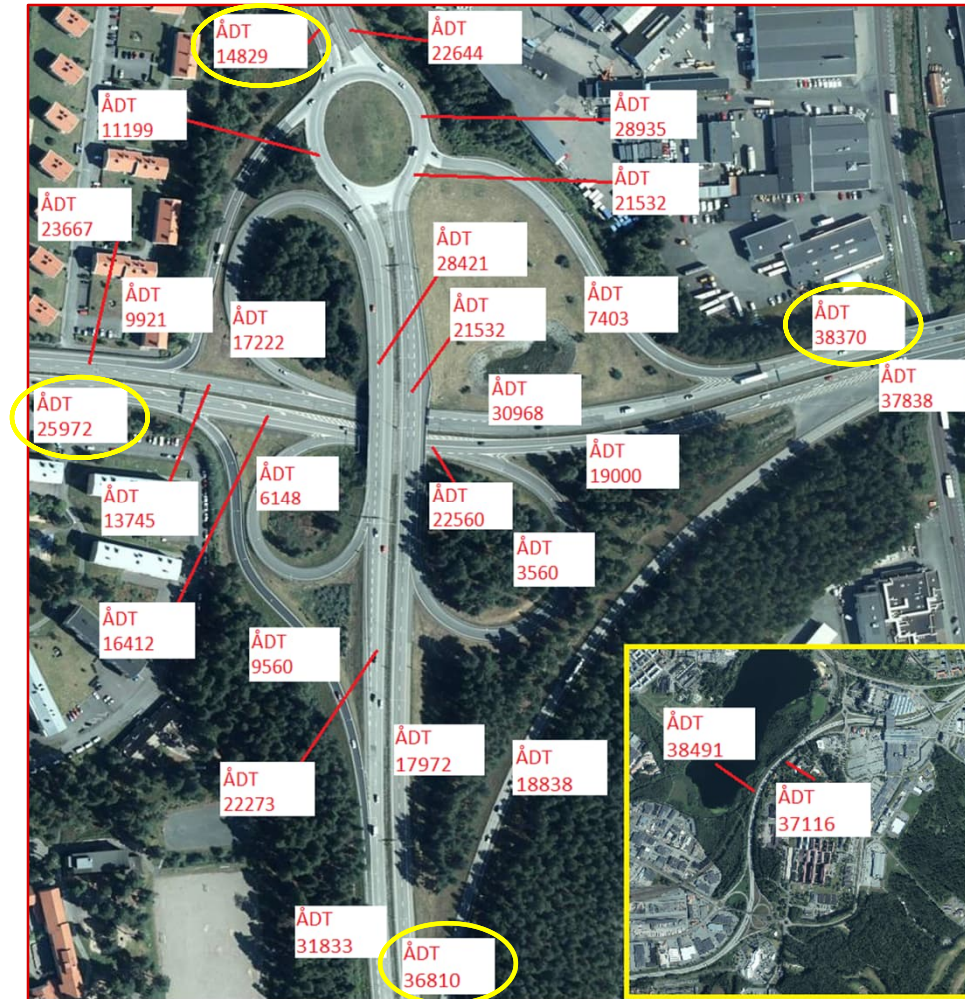 ÅDT
14829
ÅDT
22644
ÅDT
11199
ÅDT
28935
ÅDT
21532
ÅDT
23667
ÅDT
28421
ÅDT
9921
ÅDT
17222
ÅDT
21532
ÅDT
7403
ÅDT
38370
ÅDT
30968
ÅDT
37838
ÅDT
25972
ÅDT
19000
ÅDT
6148
ÅDT
22560
ÅDT
13745
ÅDT
3560
ÅDT
16412
ÅDT
9560
ÅDT
17972
ÅDT
18838
ÅDT
22273
ÅDT
38491
ÅDT
37116
ÅDT
31833
ÅDT
36810